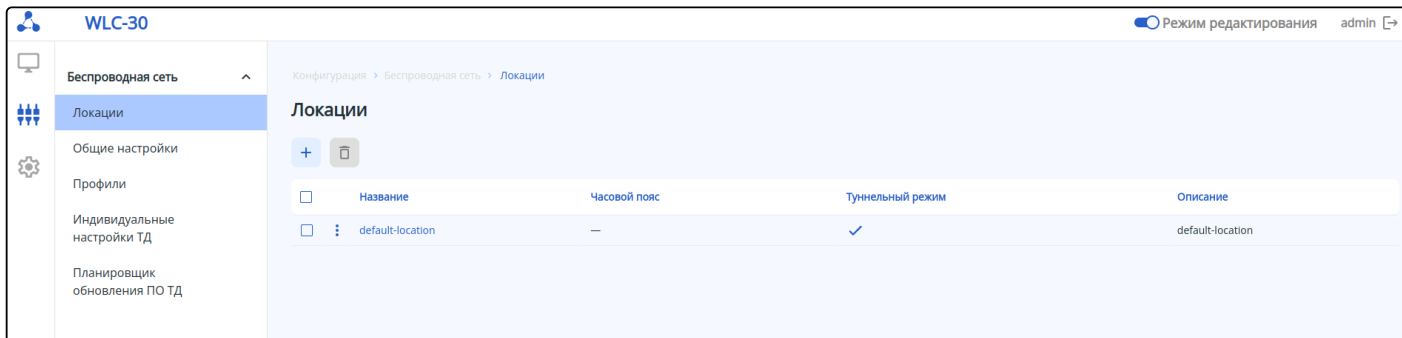 WLC-30
Режим редактирования
admin
Беспроводная сеть
Локации
Общие настройки
Профили
Индивидуальные
настройки ТД
Планировщик
обновления ПО ТД
Конфигурация > Беспроводная сеть > Локации
Локации
Название Часовой пояс Туннельный режим Описание
default-location — default-location